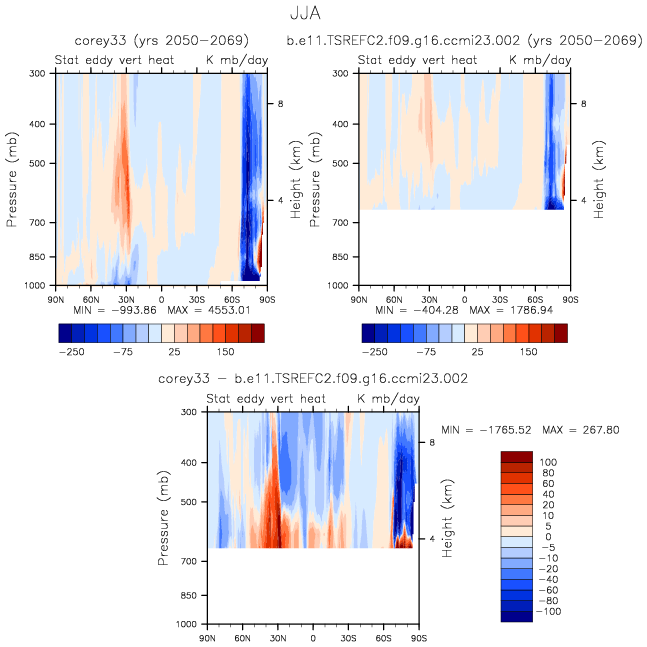 JJA
corey33 (yrs 2050-2069)
b.e11.TSREFC2.f09.g16.ccmi23.002 (yrs 2050-2069)
Stat eddy vert heat K mb/day
Stat eddy vert heat K mb/day
300
400
500
700
850
1000
Pressure (mb)
8
4
Height (km)
90N 60N 30N 0 30S 60S 90S
MIN = -993.86 MAX = 4553.01
-250 -75 25 150
300
400
500
700
850
1000
Pressure (mb)
8
4
Height (km)
90N 60N 30N 0 30S 60S 90S
MIN = -404.28 MAX = 1786.94
-250 -75 25 150
corey33 - b.e11.TSREFC2.f09.g16.ccmi23.002
Stat eddy vert heat K mb/day
300
400
500
700
850
1000
Pressure (mb)
8
4
Height (km)
90N 60N 30N 0 30S 60S 90S
MIN = -1765.52 MAX = 267.80
100
80
60
40
20
10
5
0
-5
-10
-20
-40
-60
-80
-100